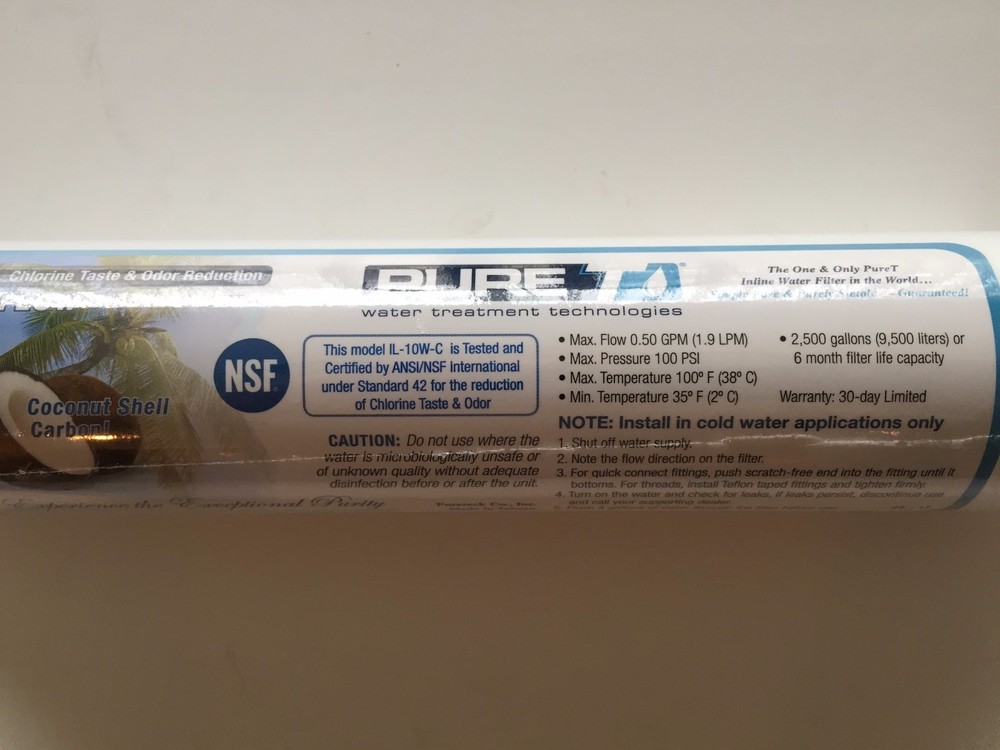 Chlorine Taste & Odor Reduction
Coconut Shell
Carbon!
Experience the Exceptional Purity
NSF
PURE T
water treatment technologies
This model IL-10W-C is Tested and
Certified by ANSI/NSF International
under Standard 42 for the reduction
of Chlorine Taste & Odor
CAUTION: Do not use where the
water is microbiologically unsafe or
of unknown quality without adequate
disinfection before or after the unit.
The One & Only PureT
Inline Water Filter in the World...
Guaranteed!
• Max. Flow 0.50 GPM (1.9 LPM)
• Max. Pressure 100 PSI
• Max. Temperature 100º F (38º C)
• Min. Temperature 35º F (2º C)
• 2,500 gallons (9,500 liters) or
6 month filter life capacity
Warranty: 30-day Limited
NOTE: Install in cold water applications only
1. Shut off water supply.
2. Note the flow direction on the filter.
3. For quick connect fittings, push scratch-free end into the fitting until it
bottoms. For threads, install Teflon taped fittings and tighten firmly.
4. Turn on the water and check for leaks, if leaks persist, discontinue use
and call your supporting dealer.